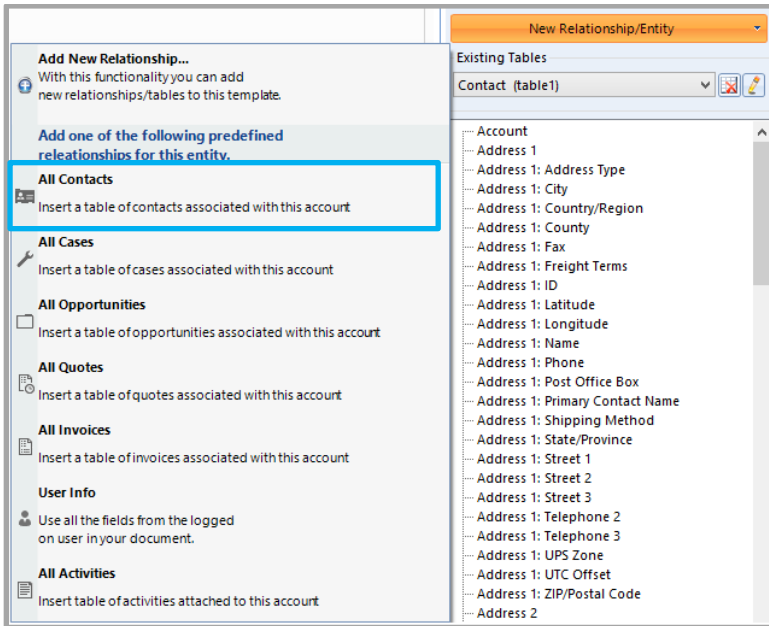 Add New Relationship...
With this functionality you can add
new relationships/tables to this template.
Add one of the following predefined
releationships for this entity.
All Contacts
Insert a table of contacts associated with this account
All Cases
Insert a table of cases associated with this account
All Opportunities
Insert a table of opportunities associated with this account
All Quotes
Insert a table of quotes associated with this account
All Invoices
Insert a table of invoices associated with this account
User Info
Use all the fields from the logged
on user in your document.
All Activities
Insert table of activities attached to this account
New Relationship/Entity
Existing Tables
Contact (table1)
Account
Address 1
Address 1: Address Type
Address 1: City
Address 1: Country/Region
Address 1: County
Address 1: Fax
Address 1: Freight Terms
Address 1: ID
Address 1: Latitude
Address 1: Longitude
Address 1: Name
Address 1: Phone
Address 1: Post Office Box
Address 1: Primary Contact Name
Address 1: Shipping Method
Address 1: State/Province
Address 1: Street 1
Address 1: Street 2
Address 1: Street 3
Address 1: Telephone 2
Address 1: Telephone 3
Address 1: UPS Zone
Address 1: UTC Offset
Address 1: ZIP/Postal Code
Address 2